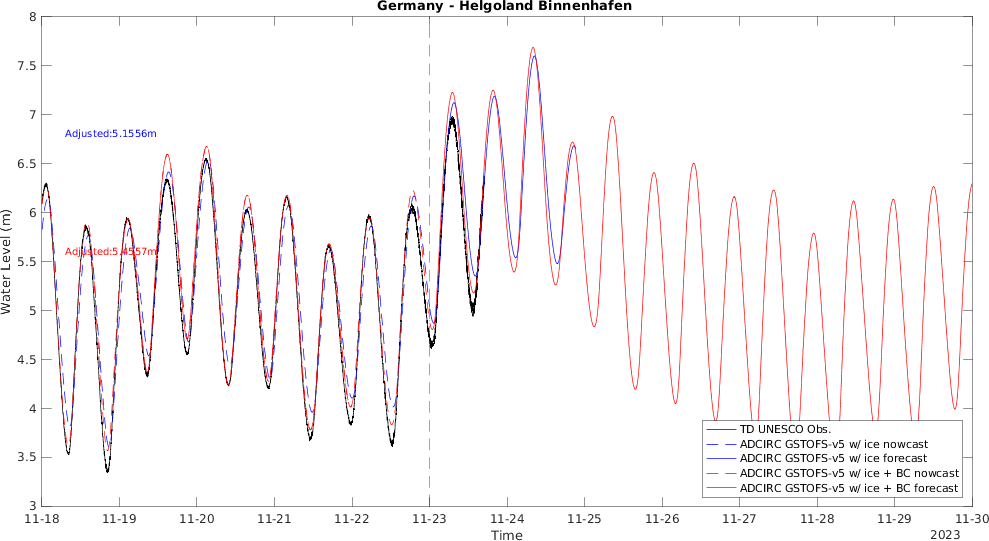 Germany - Helgoland Binnenhafen
8
7.5
7
6.5
6
5.5
5
4.5
4
3.5
3
Water Level (m)
Adjusted:5.1556m
Adjusted:5.4557m
TD UNESCO Obs.
ADCIRC GSTOFS-v5 w/ ice nowcast
ADCIRC GSTOFS-v5 w/ ice forecast
ADCIRC GSTOFS-v5 w/ ice + BC nowcast
ADCIRC GSTOFS-v5 w/ ice + BC forecast
11-18 11-19 11-20 11-21 11-22 11-23 11-24 11-25 11-26 11-27 11-28 11-29 11-30
Time
2023